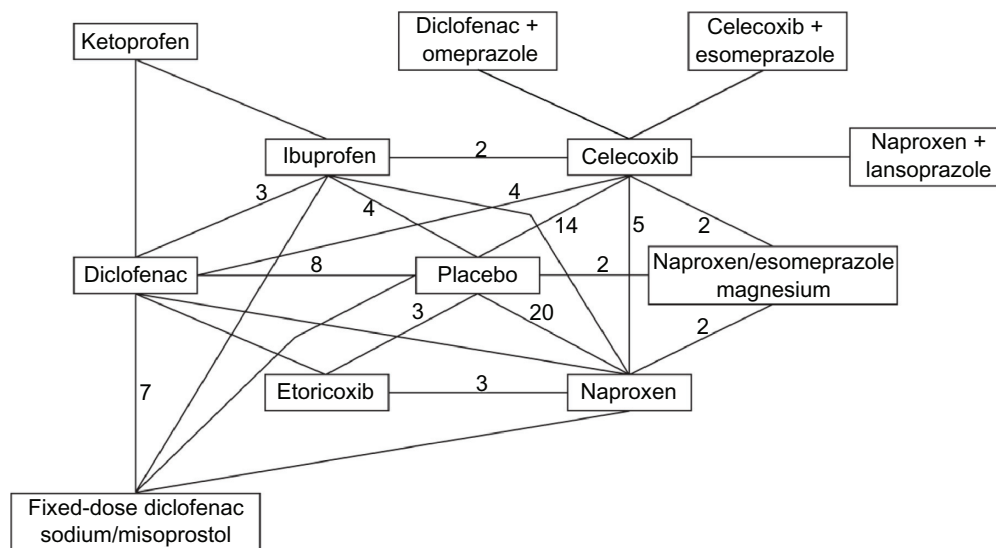 Ketoprofen
Diclofenac +
omeprazole
Celecoxib +
esomeprazole
Ibuprofen
2
Celecoxib
Naproxen +
lansoprazole
3
4
4
14
5
2
Diclofenac
8
Placebo
2
Naproxen/esomeprazole
magnesium
3
20
2
7
Etoricoxib
3
Naproxen
Fixed-dose diclofenac
sodium/misoprostol